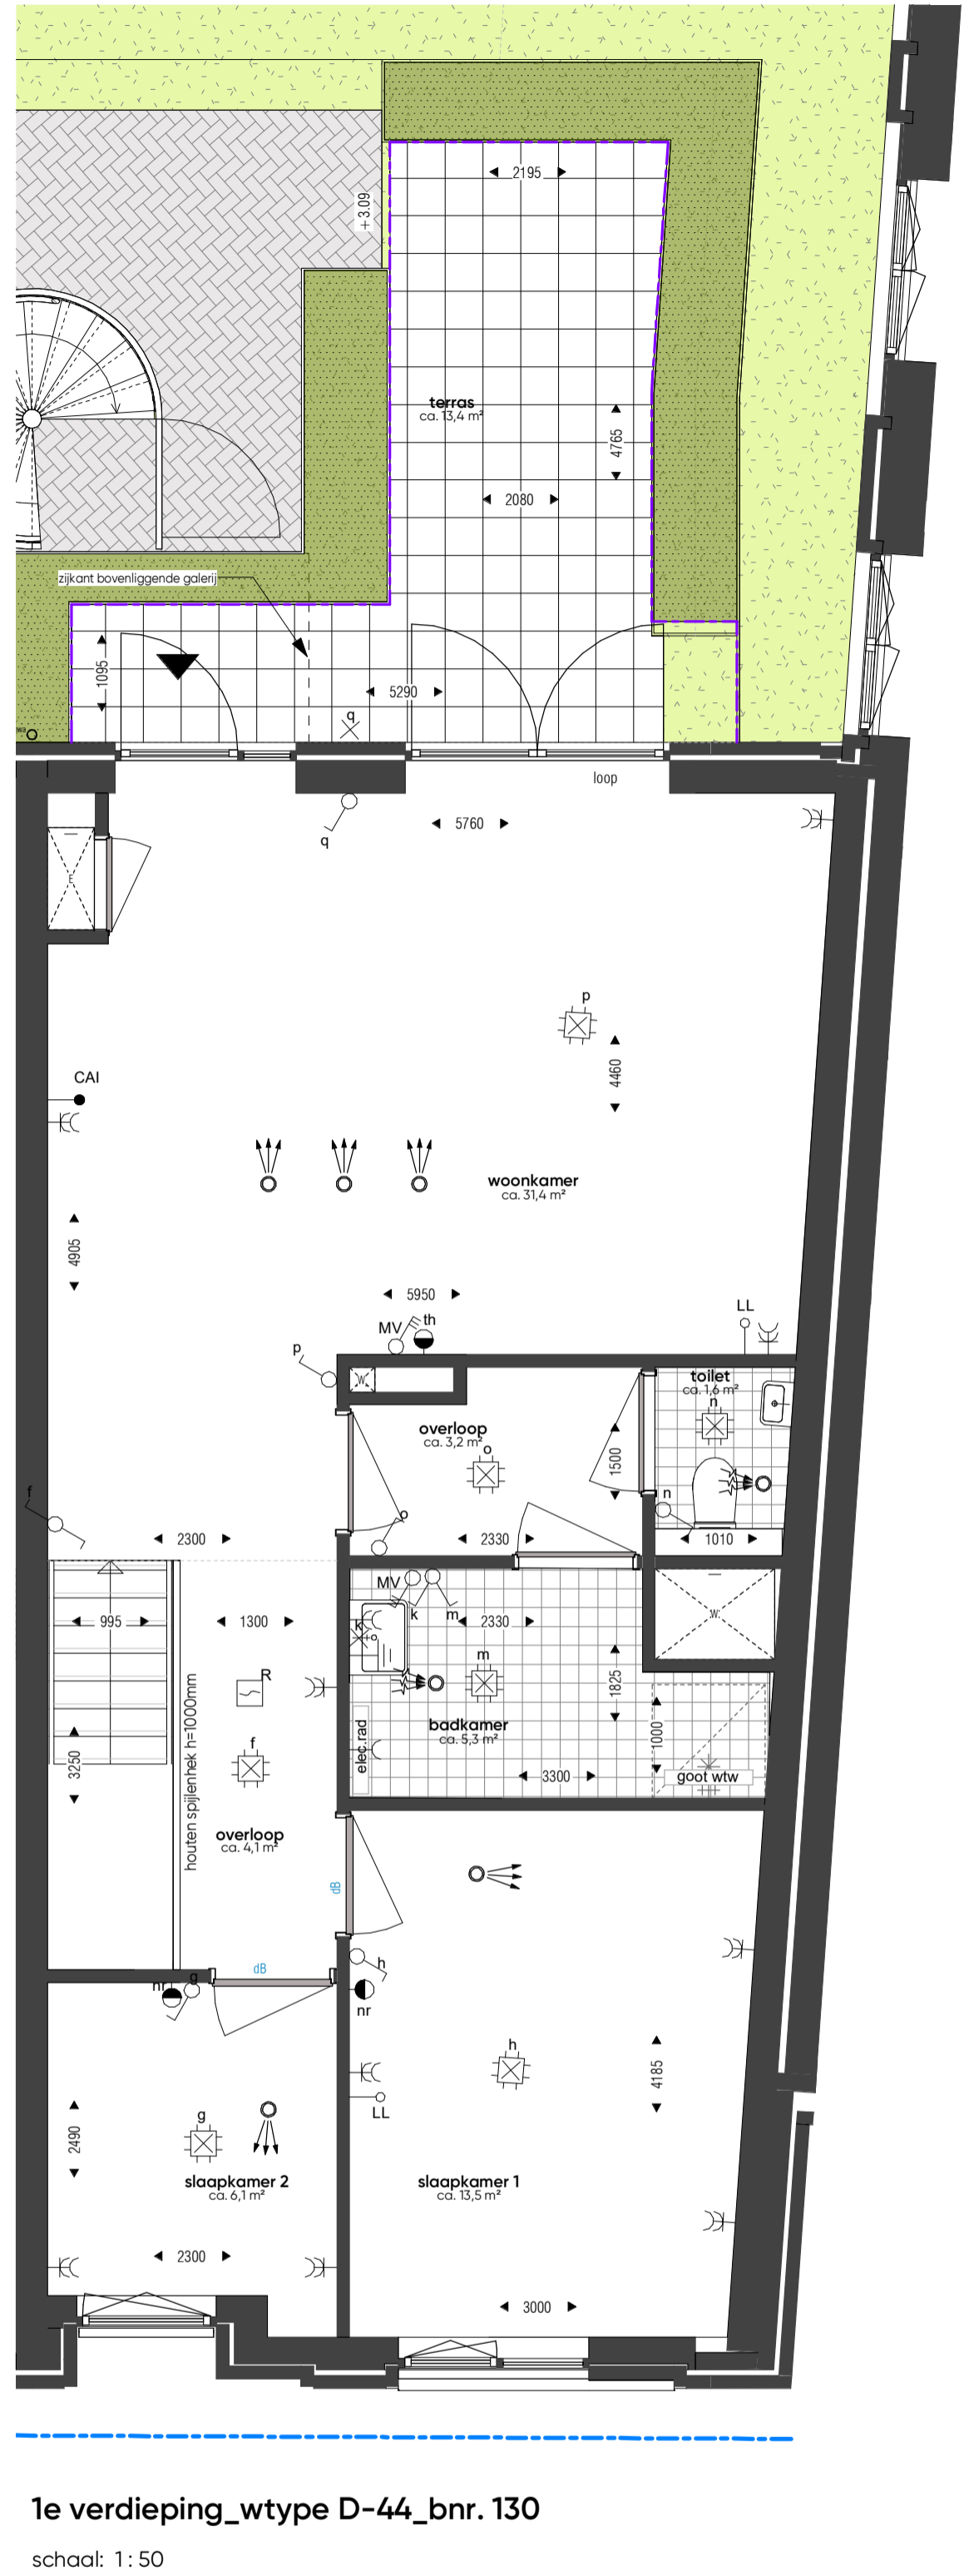 2195
+3.09
terras
ca. 13,4 m²
4765
2080
zijkant bovenliggende galerij
1095
5290
q
loop
q
5760
E
p
4460
CAI
woonkamer
ca. 31,4 m²
4905
5950
LL
MV
th
p
W
toilet
ca. 1,6 m²
n
overloop
ca. 3,2 m²
o
1500
f
n
o
2300
2330
1010
MV
k
m
k
995
1300
2330
W
m
R
1825
houten spijlenhek h=1000mm
elec.rad
badkamer
ca. 5,3 m²
1000
f
3250
3300
goot wtw
overloop
ca. 4,1 m²
dB
dB
h
nr
g
nr
h
4185
LL
g
2490
slaapkamer 2
ca. 6,1 m²
slaapkamer 1
ca. 13,5 m²
2300
3000
1e verdieping_wtype D-44_bnr. 130
schaal: 1 : 50